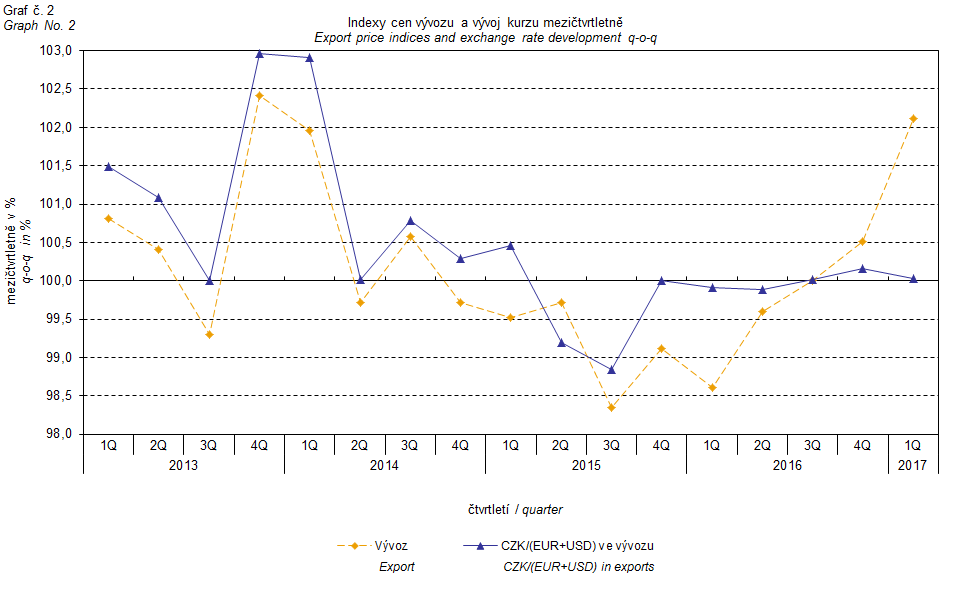 Graf č. 2
Graph No. 2
Indexy cen vývozu a vývoj kurzu mezičtvrtletně
Export price indices and exchange rate development q-o-q
mezičtvrtletně v %
q-o-q in %
103,0
102,5
102,0
101,5
101,0
100,5
100,0
99,5
99,0
98,5
98,0
1Q 2Q 3Q 4Q 1Q 2Q 3Q 4Q 1Q 2Q 3Q 4Q 1Q 2Q 3Q 4Q 1Q
2013 2014 2015 2016 2017
čtvrtletí / quarter
Vývoz CZK/(EUR+USD) ve vývozu
Export CZK/(EUR+USD) in exports